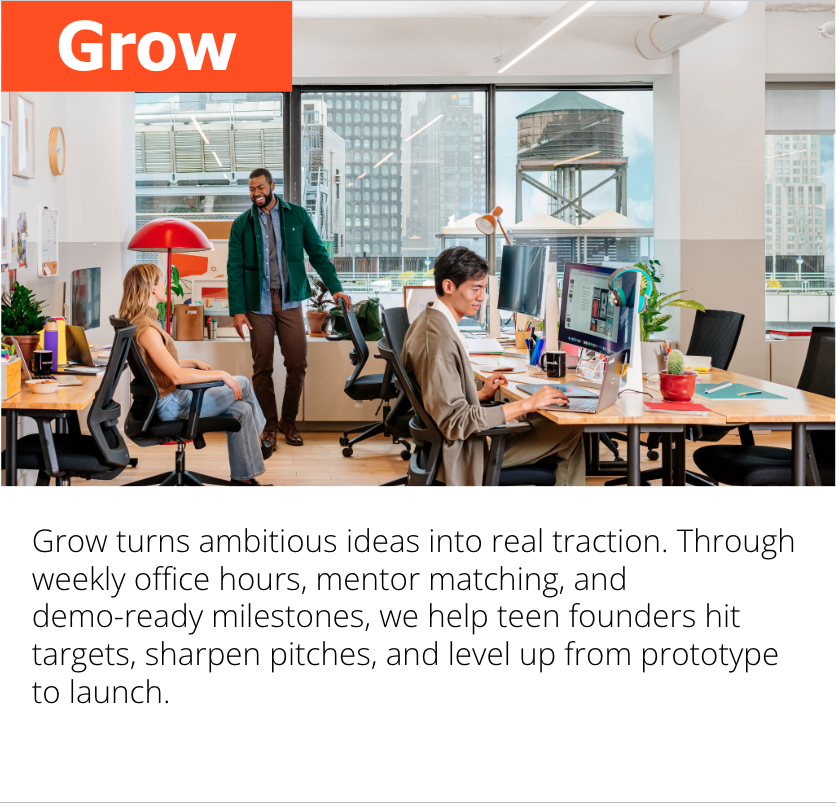 Grow
Grow turns ambitious ideas into real traction. Through
weekly office hours, mentor matching, and
demo-ready milestones, we help teen founders hit
targets, sharpen pitches, and level up from prototype
to launch.